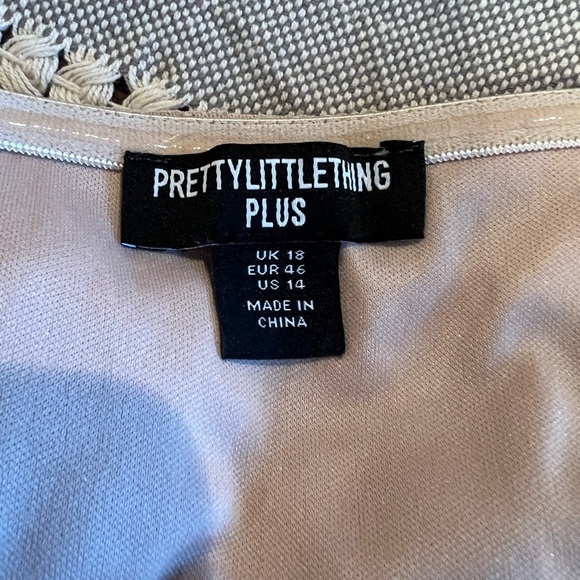 PRETTYLITTLETHING
PLUS
UK 18
EUR 46
US 14
MADE IN
CHINA